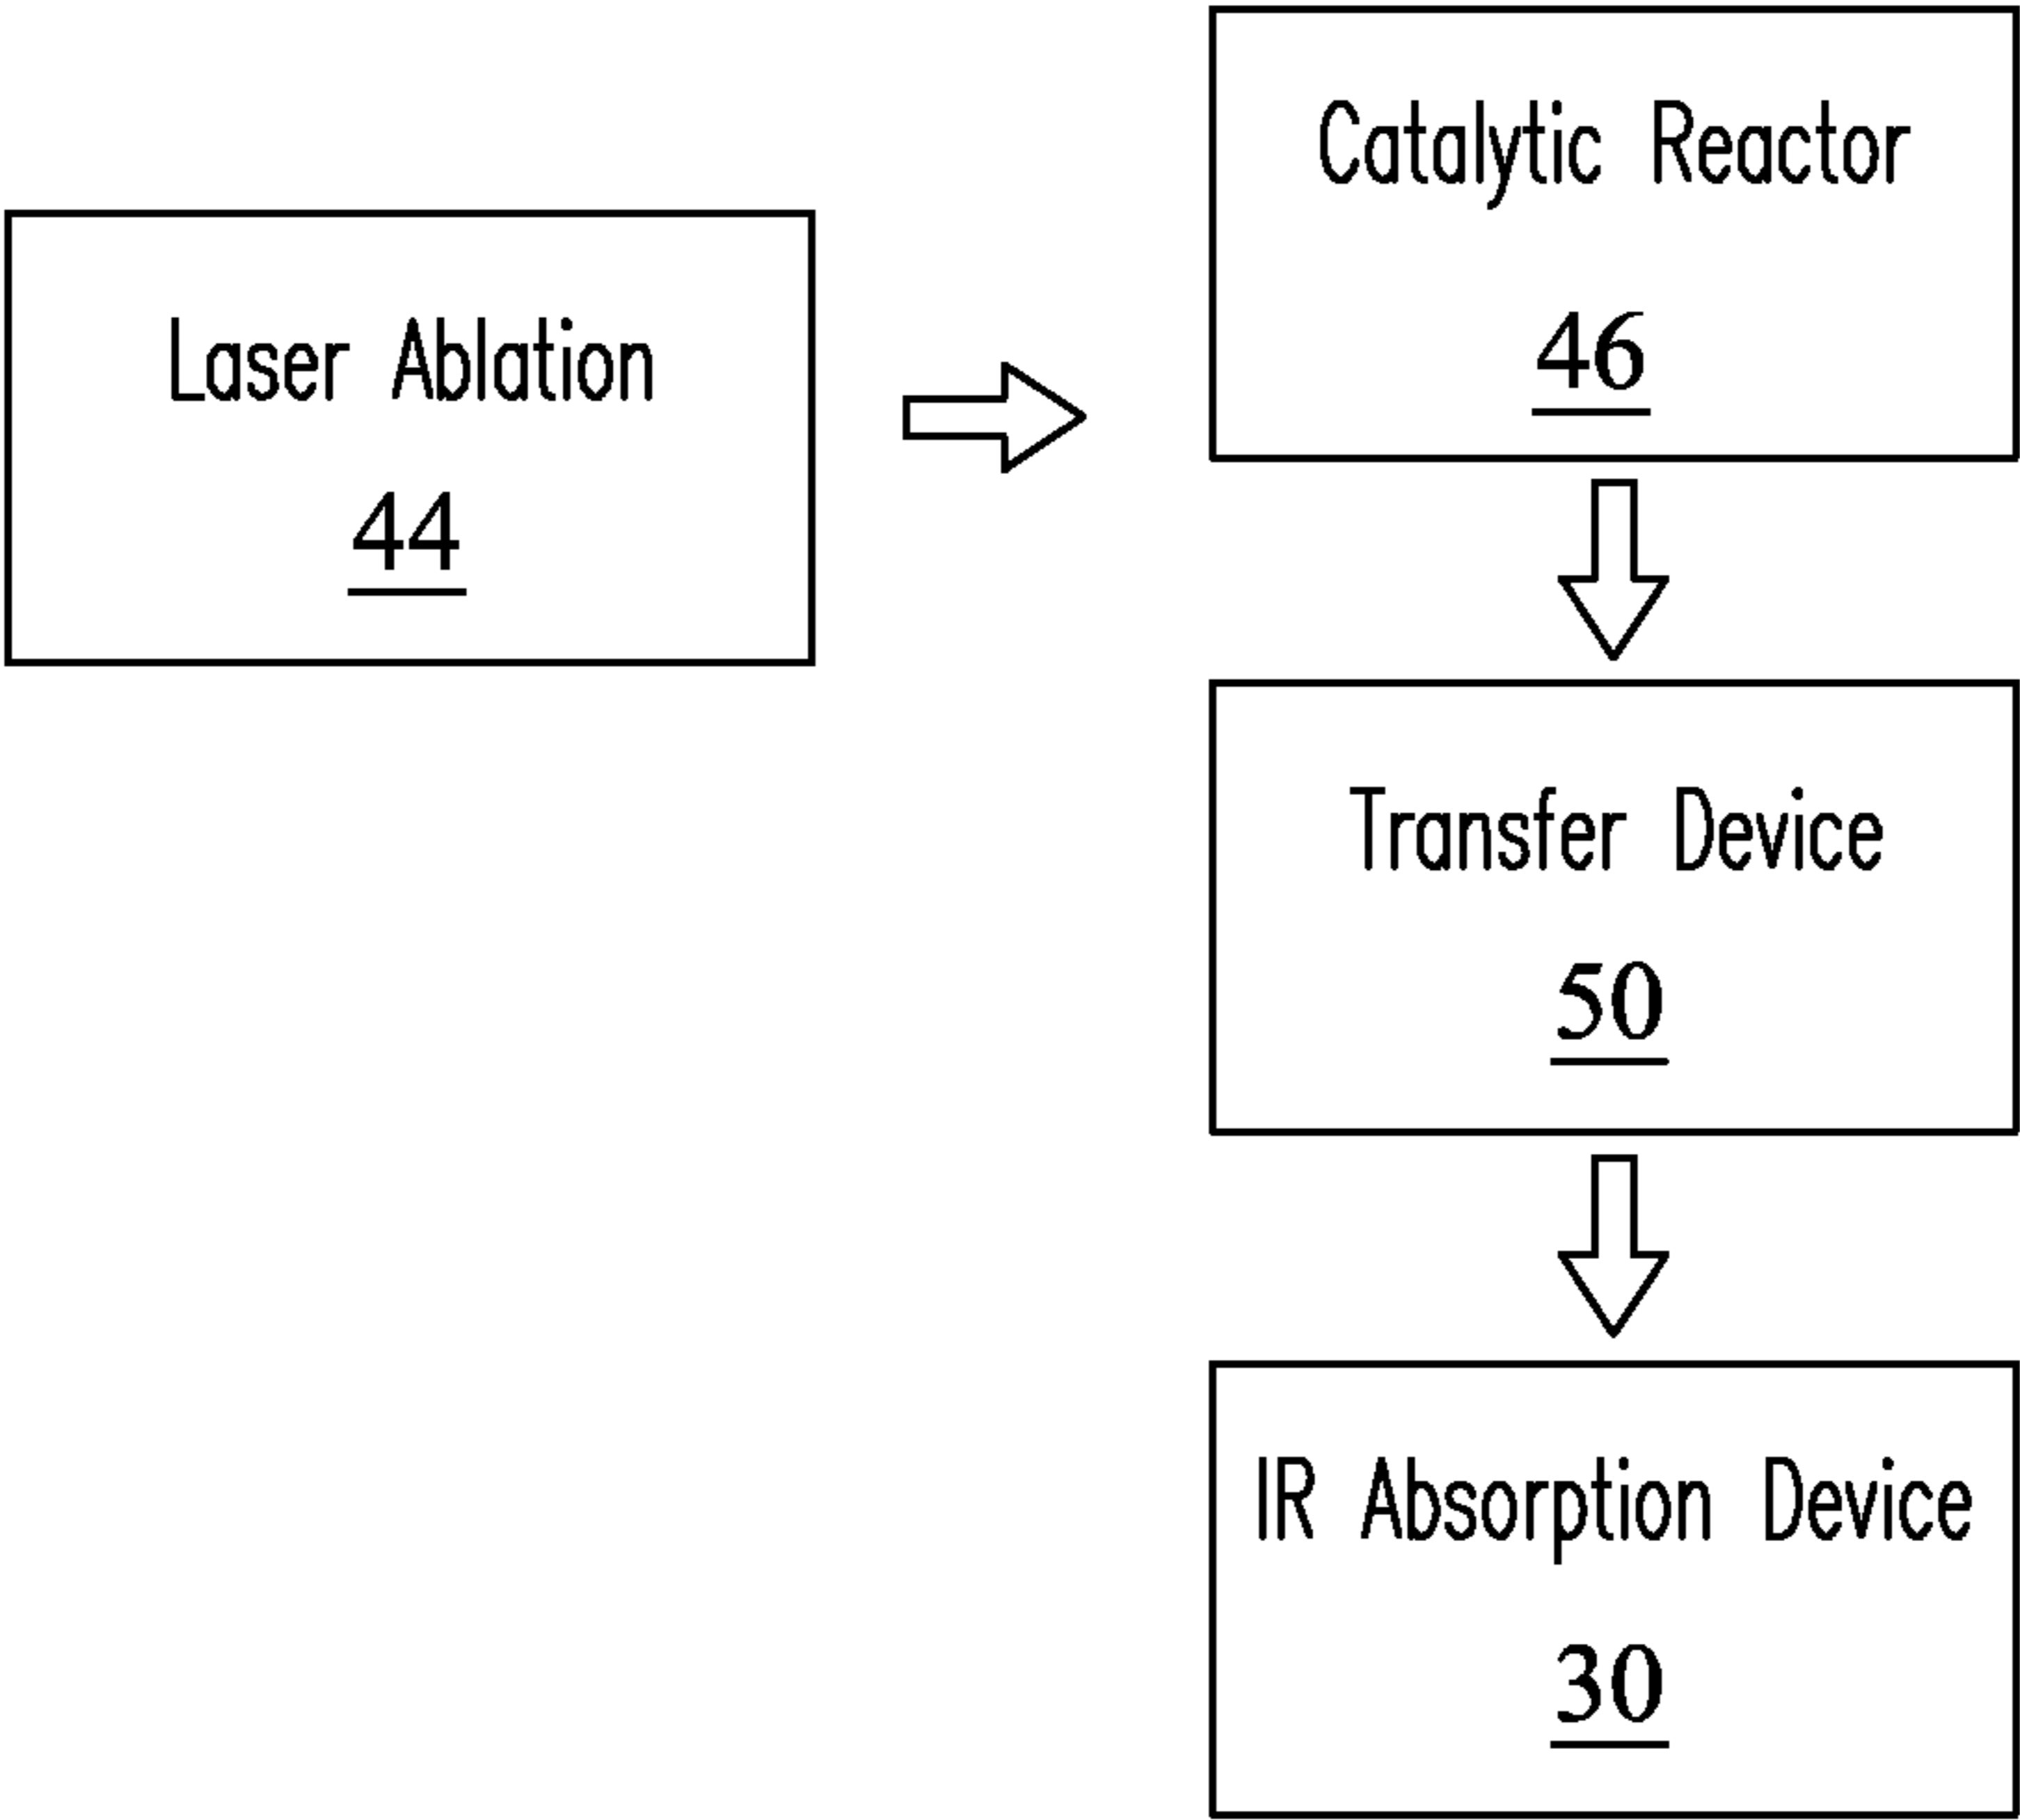 Laser Ablation
44
Catalytic Reactor
46
Transfer Device
50
IR Absorption Device
30